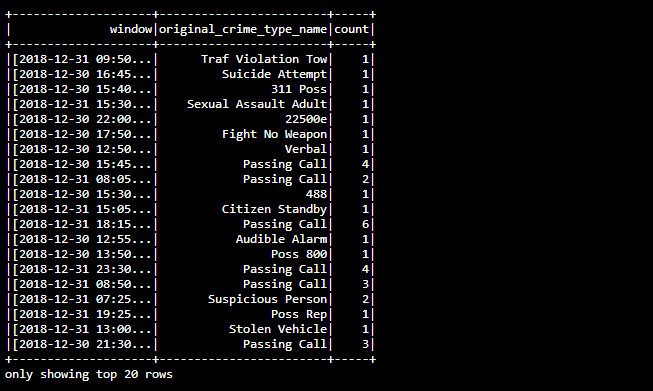 +--------------------+------------------------+-----+
|              window|original_crime_type_name|count|
+--------------------+------------------------+-----+
|[2018-12-31 09:50...|      Traf Violation Tow|    1|
|[2018-12-30 16:45...|         Suicide Attempt|    1|
|[2018-12-30 15:40...|                311 Poss|    1|
|[2018-12-31 15:30...|    Sexual Assault Adult|    1|
|[2018-12-30 22:00...|                  22500e|    1|
|[2018-12-30 17:50...|         Fight No Weapon|    1|
|[2018-12-30 12:50...|                  Verbal|    1|
|[2018-12-30 15:45...|            Passing Call|    4|
|[2018-12-31 08:05...|            Passing Call|    2|
|[2018-12-30 15:30...|                     488|    1|
|[2018-12-31 15:05...|         Citizen Standby|    1|
|[2018-12-31 18:15...|            Passing Call|    6|
|[2018-12-30 12:55...|           Audible Alarm|    1|
|[2018-12-30 13:50...|                Poss 800|    1|
|[2018-12-31 23:30...|            Passing Call|    4|
|[2018-12-31 08:50...|            Passing Call|    3|
|[2018-12-31 07:25...|       Suspicious Person|    2|
|[2018-12-31 19:25...|                Poss Rep|    1|
|[2018-12-31 13:00...|          Stolen Vehicle|    1|
|[2018-12-30 21:30...|            Passing Call|    3|
+--------------------+------------------------+-----+
only showing top 20 rows